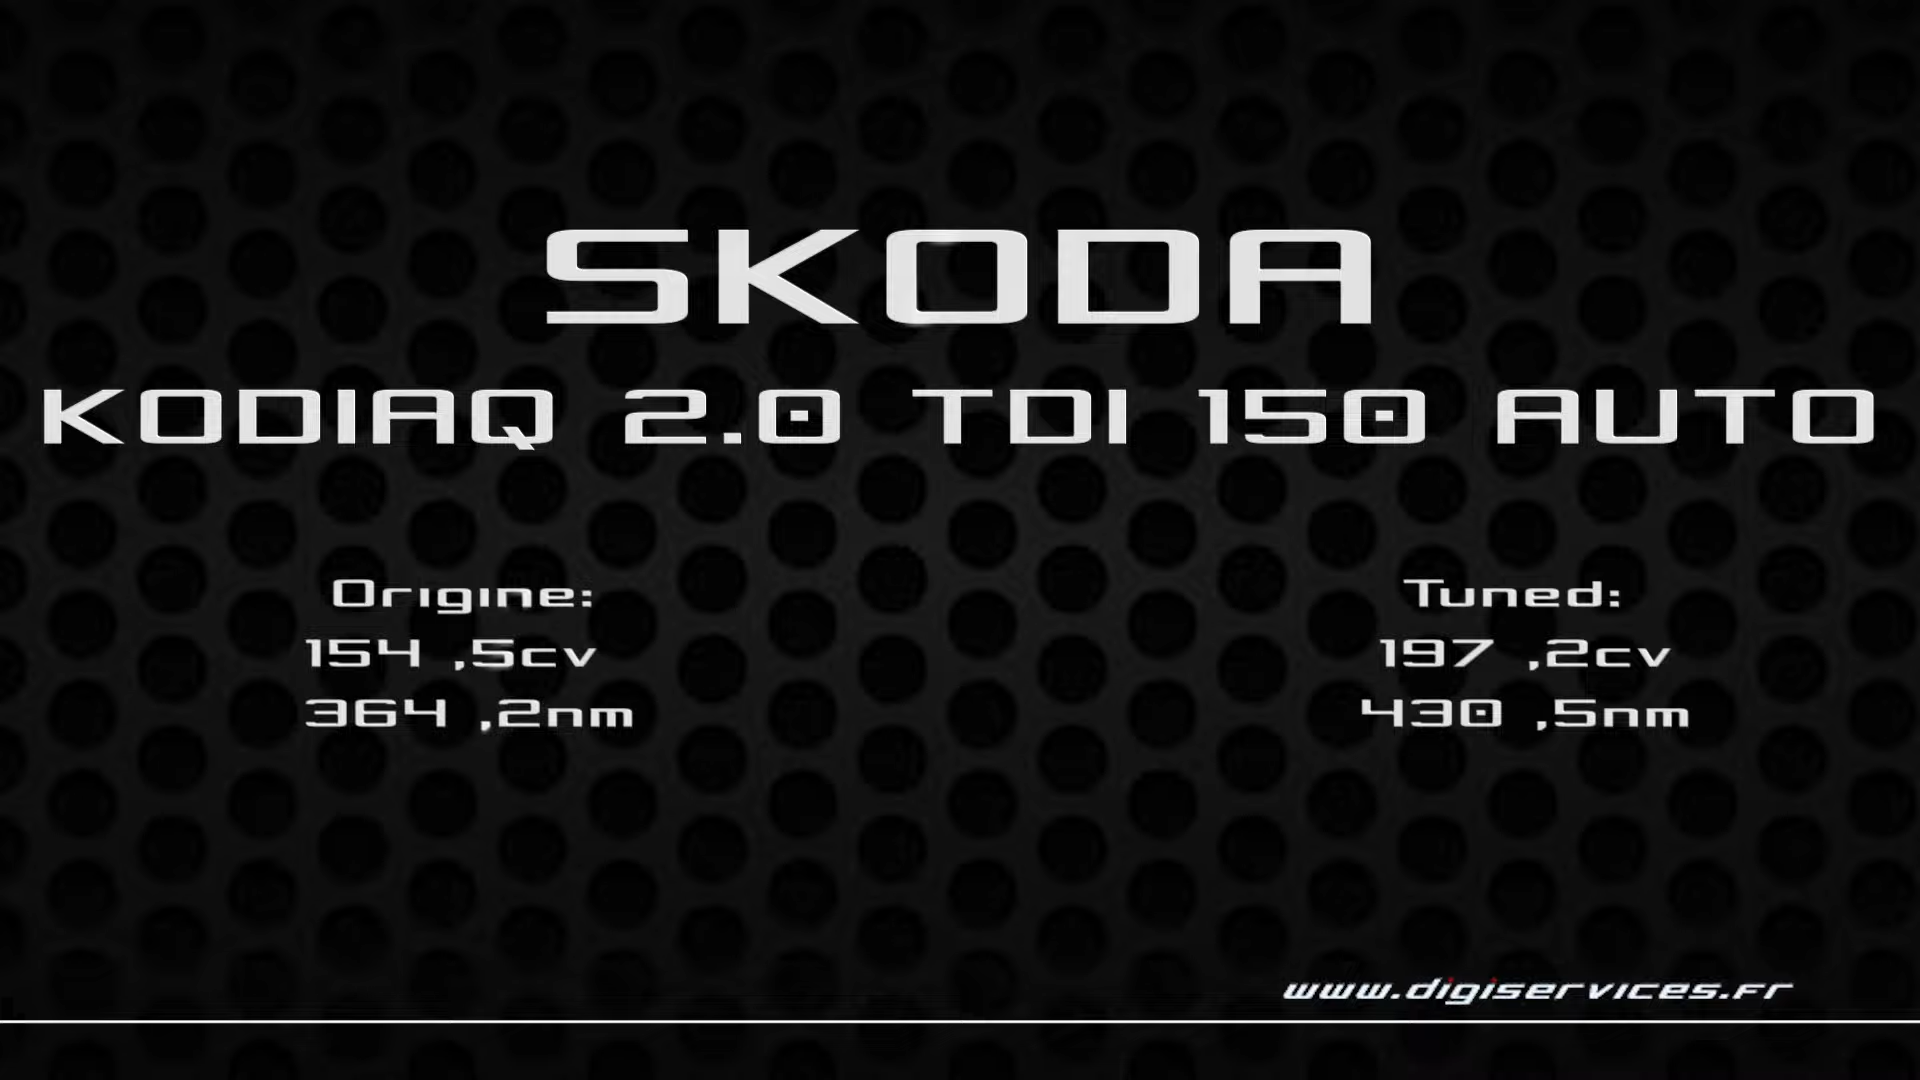 SKODA
KODIAQ 2.0 TDI 150 AUTO
Origine:
154 ,5cv
364 ,2nm
Tuned:
197 ,2cv
430 ,5nm
www.digiservices.fr